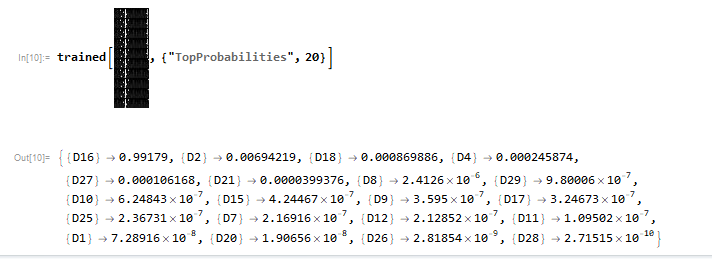 In[10]:= trained[ , {"TopProbabilities", 20}]
Out[10]= {{D16} → 0.99179, {D2} → 0.00694219, {D18} → 0.000869886, {D4} → 0.000245874,
{D27} → 0.000106168, {D21} → 0.0000399376, {D8} → 2.4126×10⁻⁶, {D29} → 9.80006×10⁻⁷,
{D10} → 6.24843×10⁻⁷, {D15} → 4.24467×10⁻⁷, {D9} → 3.595×10⁻⁷, {D17} → 3.24673×10⁻⁷,
{D25} → 2.36731×10⁻⁷, {D7} → 2.16916×10⁻⁷, {D12} → 2.12852×10⁻⁷, {D11} → 1.09502×10⁻⁷,
{D1} → 7.28916×10⁻⁸, {D20} → 1.90656×10⁻⁸, {D26} → 2.81854×10⁻⁹, {D28} → 2.71515×10⁻¹⁰}